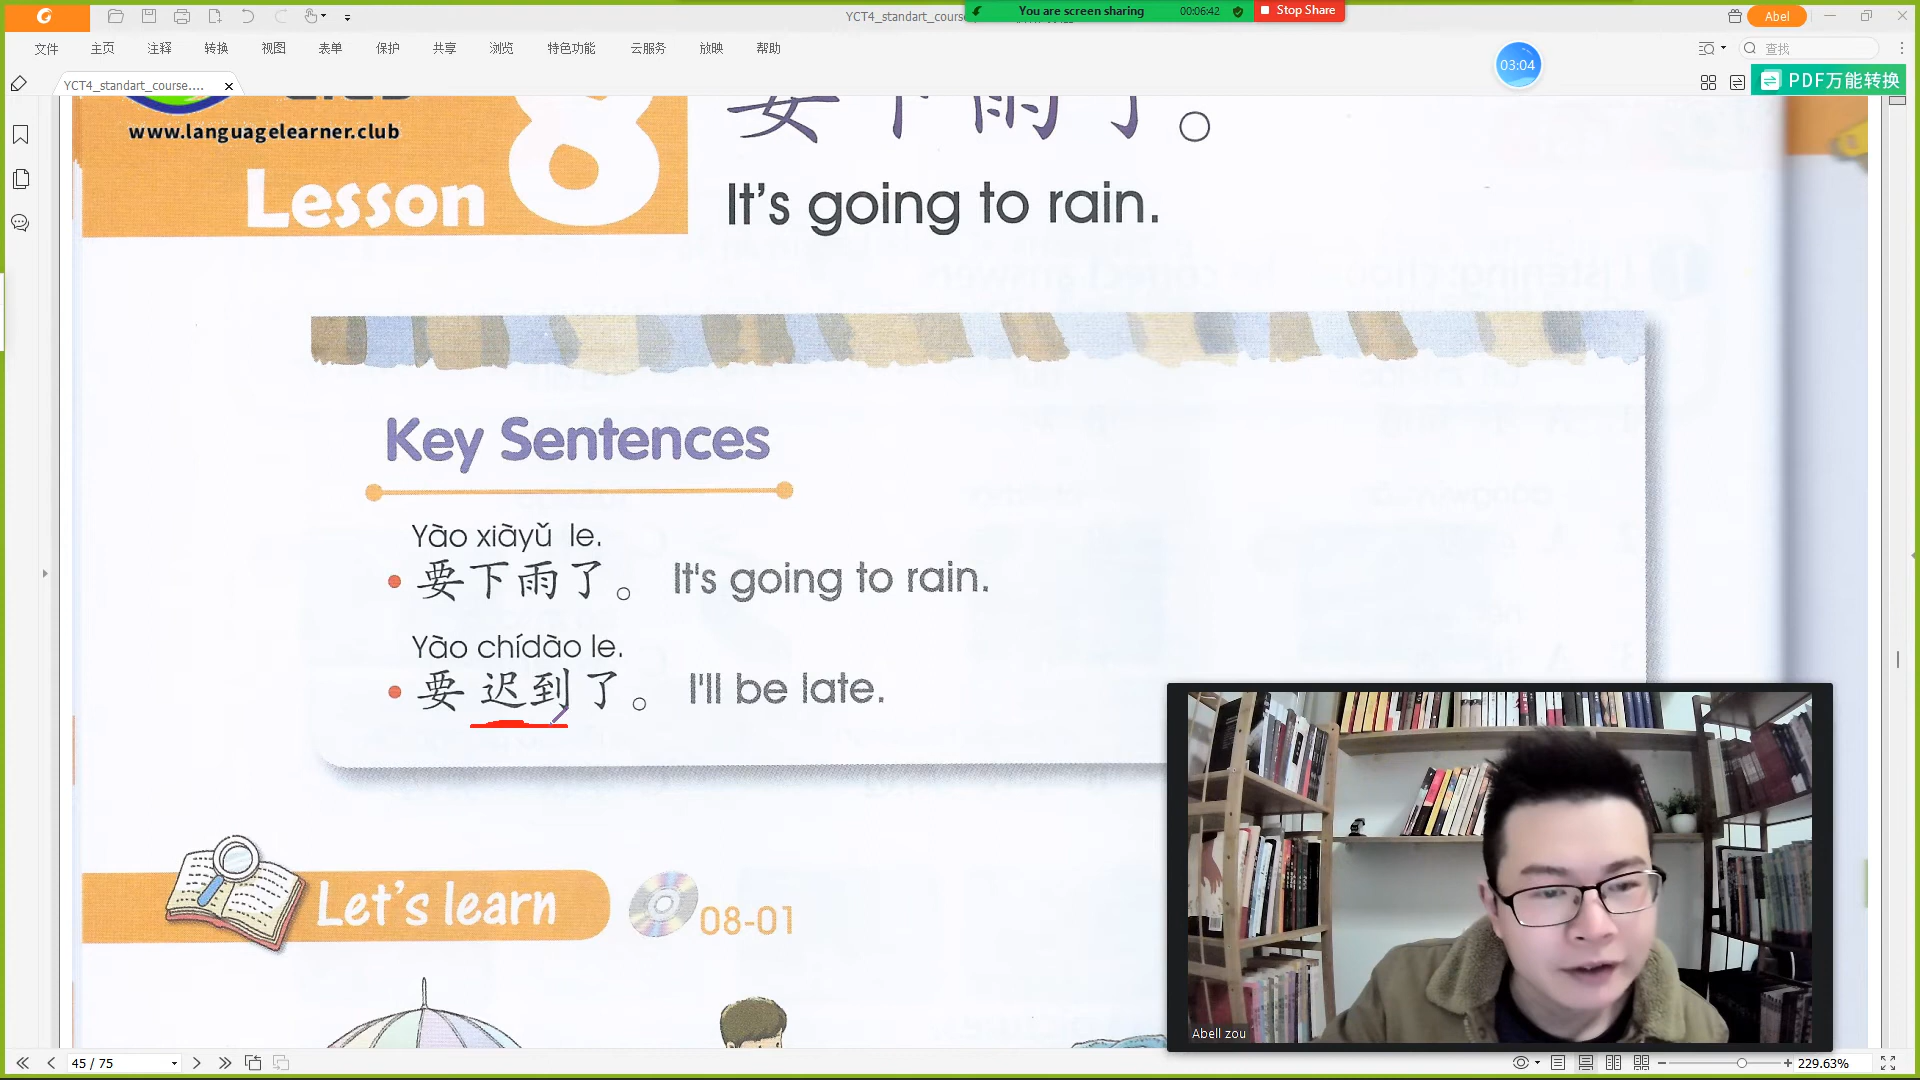 YCT4_standart_course
You are screen sharing
00:06:42
Stop Share
Abel
文件 主页 注释 转换 视图 表单 保护 共享 浏览 特色功能 云服务 放映 帮助
03:04
查找
YCT4_standart_course....
PDF万能转换
www.languagelearner.club
8
要下雨了。
Lesson
It's going to rain.
Key Sentences
Yào xiàyǔ le.
要下雨了。 It's going to rain.
Yào chídào le.
要迟到了。 I'll be late.
Let's learn
08-01
Abell zou
45 / 75
229.63%